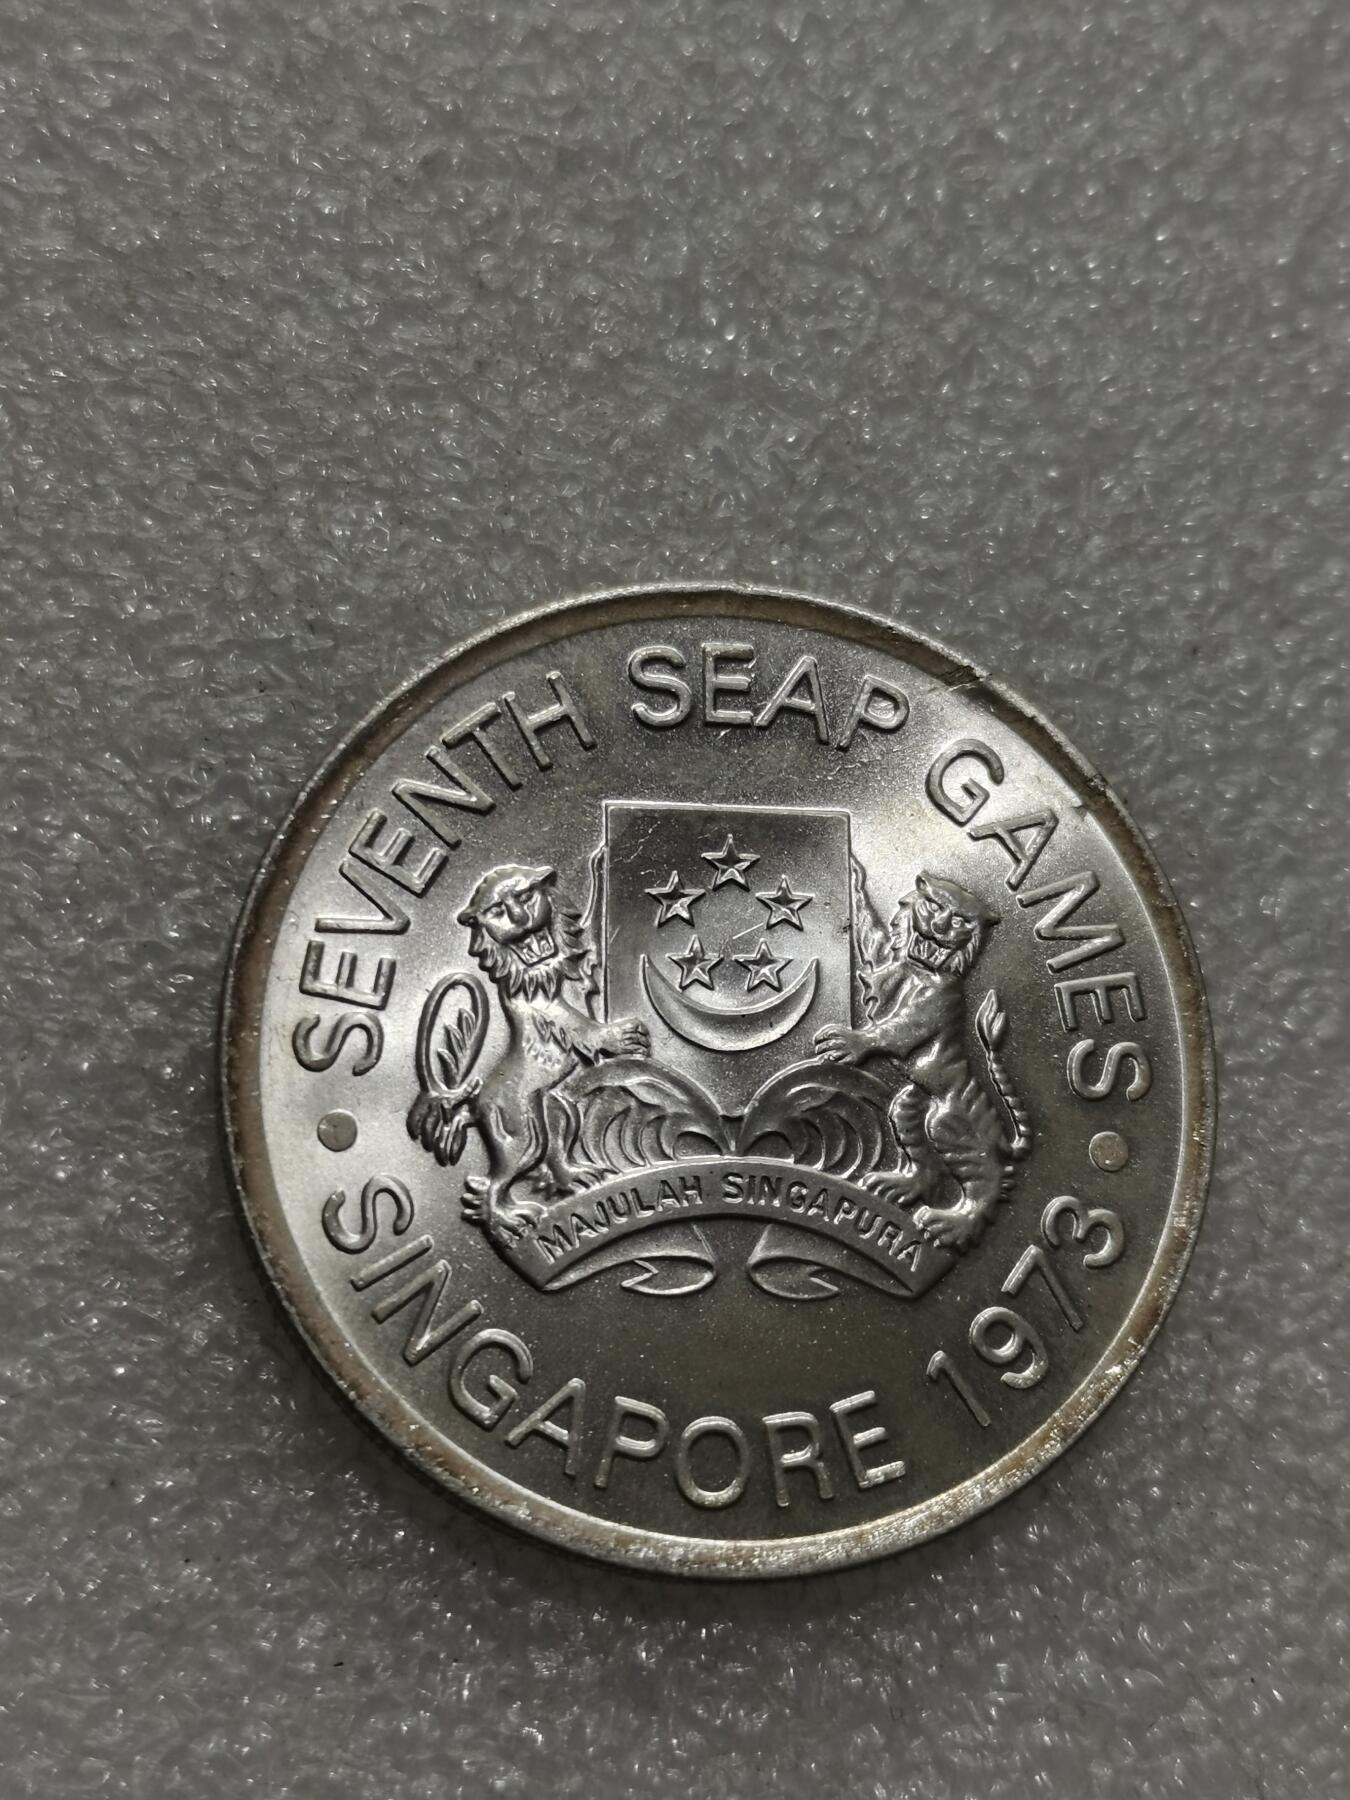 SEVENTH SEAP GAMES
MAJULAH SINGAPURA
SINGAPORE 1973